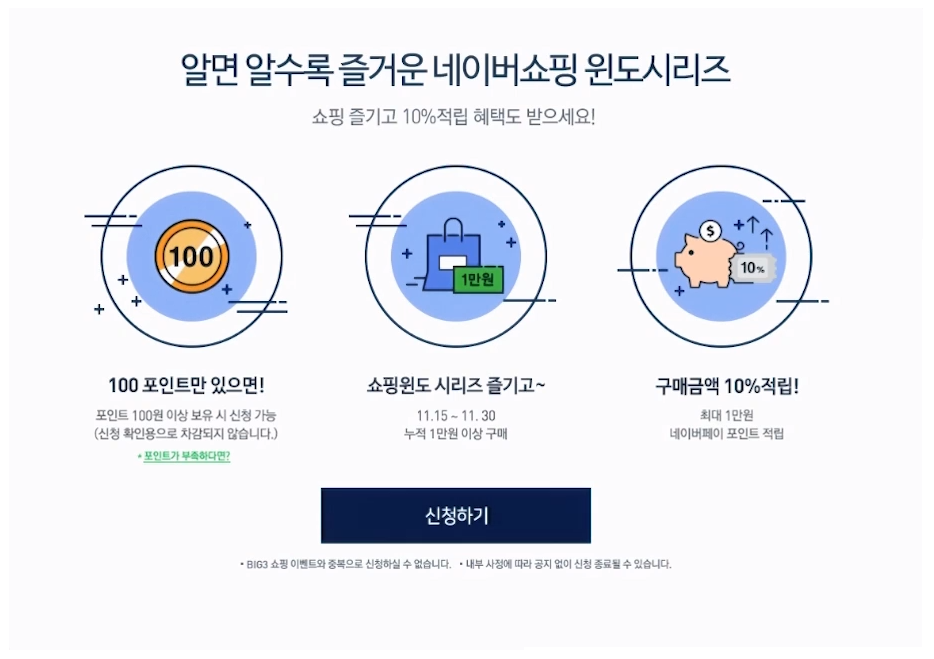 알면 알수록 즐거운 네이버쇼핑 윈도시리즈
쇼핑 즐기고 10%적립 혜택도 받으세요!
100
1만원
$
10%
100 포인트만 있으면!
포인트 100원 이상 보유 시 신청 가능
(신청 확인용으로 차감되지 않습니다.)
* 포인트가 부족하다면?
쇼핑윈도 시리즈 즐기고~
11.15 ~ 11. 30
누적 1만원 이상 구매
구매금액 10%적립!
최대 1만원
네이버페이 포인트 적립
신청하기
• BIG3 쇼핑 이벤트와 중복으로 신청하실 수 없습니다. • 내부 사정에 따라 공지 없이 신청 종료될 수 있습니다.